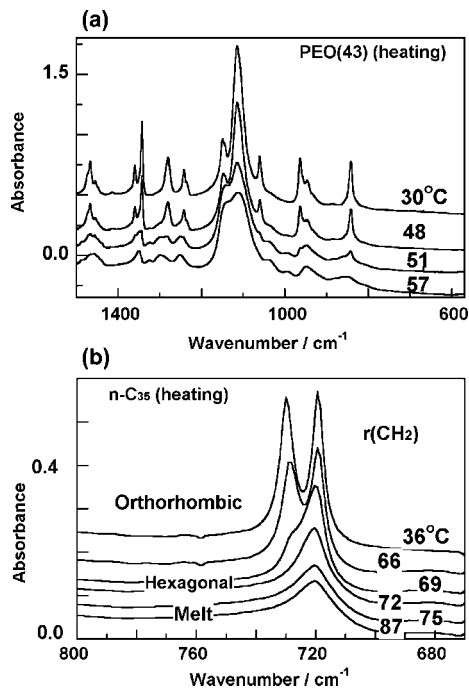 (a)
PEO(43) (heating)
1.5
Absorbance
0.0
30°C
48
51
57
1400 1000 600
Wavenumber / cm⁻¹
(b)
n-C₃₅ (heating)
r(CH₂)
0.4
Absorbance
Orthorhombic
36°C
66
Hexagonal
69
72
Melt
75
87
0.0
800 760 720 680
Wavenumber / cm⁻¹